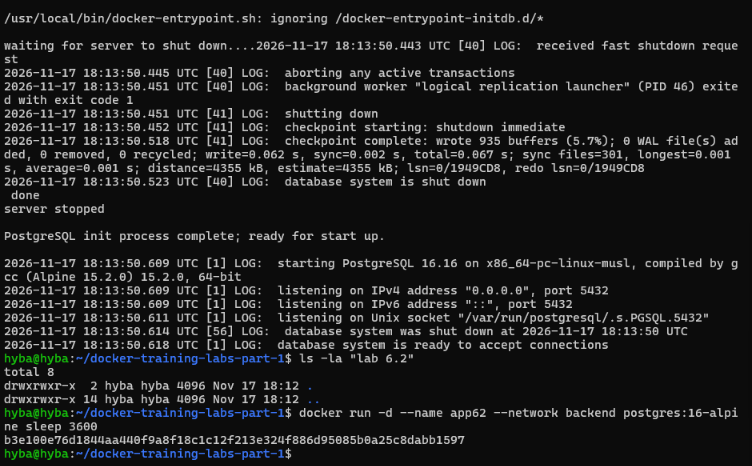 /usr/local/bin/docker-entrypoint.sh: ignoring /docker-entrypoint-initdb.d/*
waiting for server to shut down....2026-11-17 18:13:50.443 UTC [40] LOG:  received fast shutdown reque
st
2026-11-17 18:13:50.445 UTC [40] LOG:  aborting any active transactions
2026-11-17 18:13:50.451 UTC [40] LOG:  background worker "logical replication launcher" (PID 46) exite
d with exit code 1
2026-11-17 18:13:50.451 UTC [41] LOG:  shutting down
2026-11-17 18:13:50.452 UTC [41] LOG:  checkpoint starting: shutdown immediate
2026-11-17 18:13:50.518 UTC [41] LOG:  checkpoint complete: wrote 935 buffers (5.7%); 0 WAL file(s) ad
ded, 0 removed, 0 recycled; write=0.062 s, sync=0.002 s, total=0.067 s; sync files=301, longest=0.001
s, average=0.001 s; distance=4355 kB, estimate=4355 kB; lsn=0/1949CD8, redo lsn=0/1949CD8
2026-11-17 18:13:50.523 UTC [40] LOG:  database system is shut down
 done
server stopped
PostgreSQL init process complete; ready for start up.
2026-11-17 18:13:50.609 UTC [1] LOG:  starting PostgreSQL 16.16 on x86_64-pc-linux-musl, compiled by g
cc (Alpine 15.2.0) 15.2.0, 64-bit
2026-11-17 18:13:50.609 UTC [1] LOG:  listening on IPv4 address "0.0.0.0", port 5432
2026-11-17 18:13:50.609 UTC [1] LOG:  listening on IPv6 address "::", port 5432
2026-11-17 18:13:50.611 UTC [1] LOG:  listening on Unix socket "/var/run/postgresql/.s.PGSQL.5432"
2026-11-17 18:13:50.614 UTC [56] LOG:  database system was shut down at 2026-11-17 18:13:50 UTC
2026-11-17 18:13:50.618 UTC [1] LOG:  database system is ready to accept connections
hyba@hyba:~/docker-training-labs-part-1$ ls -la "lab 6.2"
total 8
drwxrwxr-x  2 hyba hyba 4096 Nov 17 18:12 .
drwxrwxr-x 14 hyba hyba 4096 Nov 17 18:12 ..
hyba@hyba:~/docker-training-labs-part-1$ docker run -d --name app62 --network backend postgres:16-alpi
ne sleep 3600
b3e100e76d1844aa440f9a8f18c1c12f213e324f886d95085b0a25c8dabb1597
hyba@hyba:~/docker-training-labs-part-1$